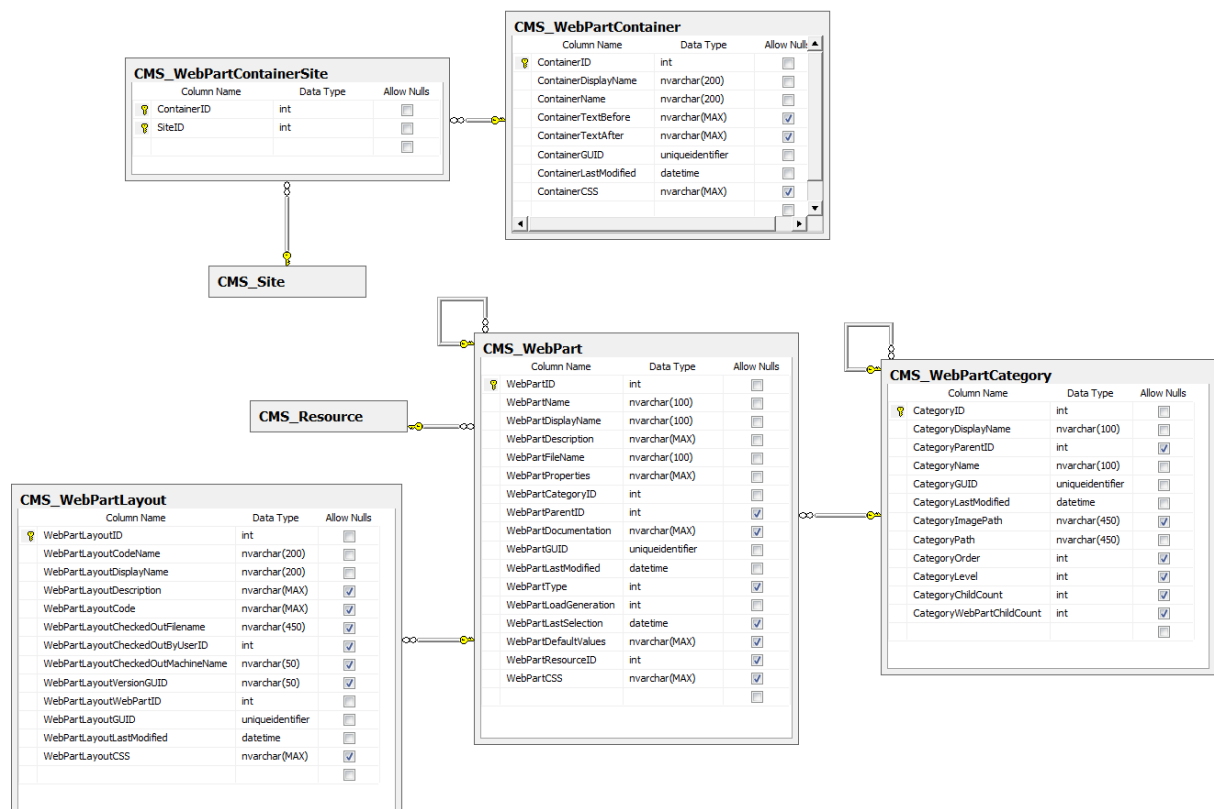 CMS_WebPartContainer
Column Name Data Type Allow Nulls
ContainerID int
ContainerDisplayName nvarchar(200)
ContainerName nvarchar(200)
ContainerTextBefore nvarchar(MAX)
ContainerTextAfter nvarchar(MAX)
ContainerGUID uniqueidentifier
ContainerLastModified datetime
ContainerCSS nvarchar(MAX)
CMS_WebPartContainerSite
Column Name Data Type Allow Nulls
ContainerID int
SiteID int
CMS_Site
CMS_WebPart
Column Name Data Type Allow Nulls
WebPartID int
WebPartName nvarchar(100)
WebPartDisplayName nvarchar(100)
WebPartDescription nvarchar(MAX)
WebPartFileName nvarchar(100)
WebPartProperties nvarchar(MAX)
WebPartCategoryID int
WebPartParentID int
WebPartDocumentation nvarchar(MAX)
WebPartGUID uniqueidentifier
WebPartLastModified datetime
WebPartType int
WebPartLoadGeneration int
WebPartLastSelection datetime
WebPartDefaultValues nvarchar(MAX)
WebPartResourceID int
WebPartCSS nvarchar(MAX)
CMS_WebPartCategory
Column Name Data Type Allow Nulls
CategoryID int
CategoryDisplayName nvarchar(100)
CategoryParentID int
CategoryName nvarchar(100)
CategoryGUID uniqueidentifier
CategoryLastModified datetime
CategoryImagePath nvarchar(450)
CategoryPath nvarchar(450)
CategoryOrder int
CategoryLevel int
CategoryChildCount int
CategoryWebPartChildCount int
CMS_Resource
CMS_WebPartLayout
Column Name Data Type Allow Nulls
WebPartLayoutID int
WebPartLayoutCodeName nvarchar(200)
WebPartLayoutDisplayName nvarchar(200)
WebPartLayoutDescription nvarchar(MAX)
WebPartLayoutCode nvarchar(MAX)
WebPartLayoutCheckedOutFilename nvarchar(450)
WebPartLayoutCheckedOutByUserID int
WebPartLayoutCheckedOutMachineName nvarchar(50)
WebPartLayoutVersionGUID nvarchar(50)
WebPartLayoutWebPartID int
WebPartLayoutGUID uniqueidentifier
WebPartLayoutLastModified datetime
WebPartLayoutCSS nvarchar(MAX)